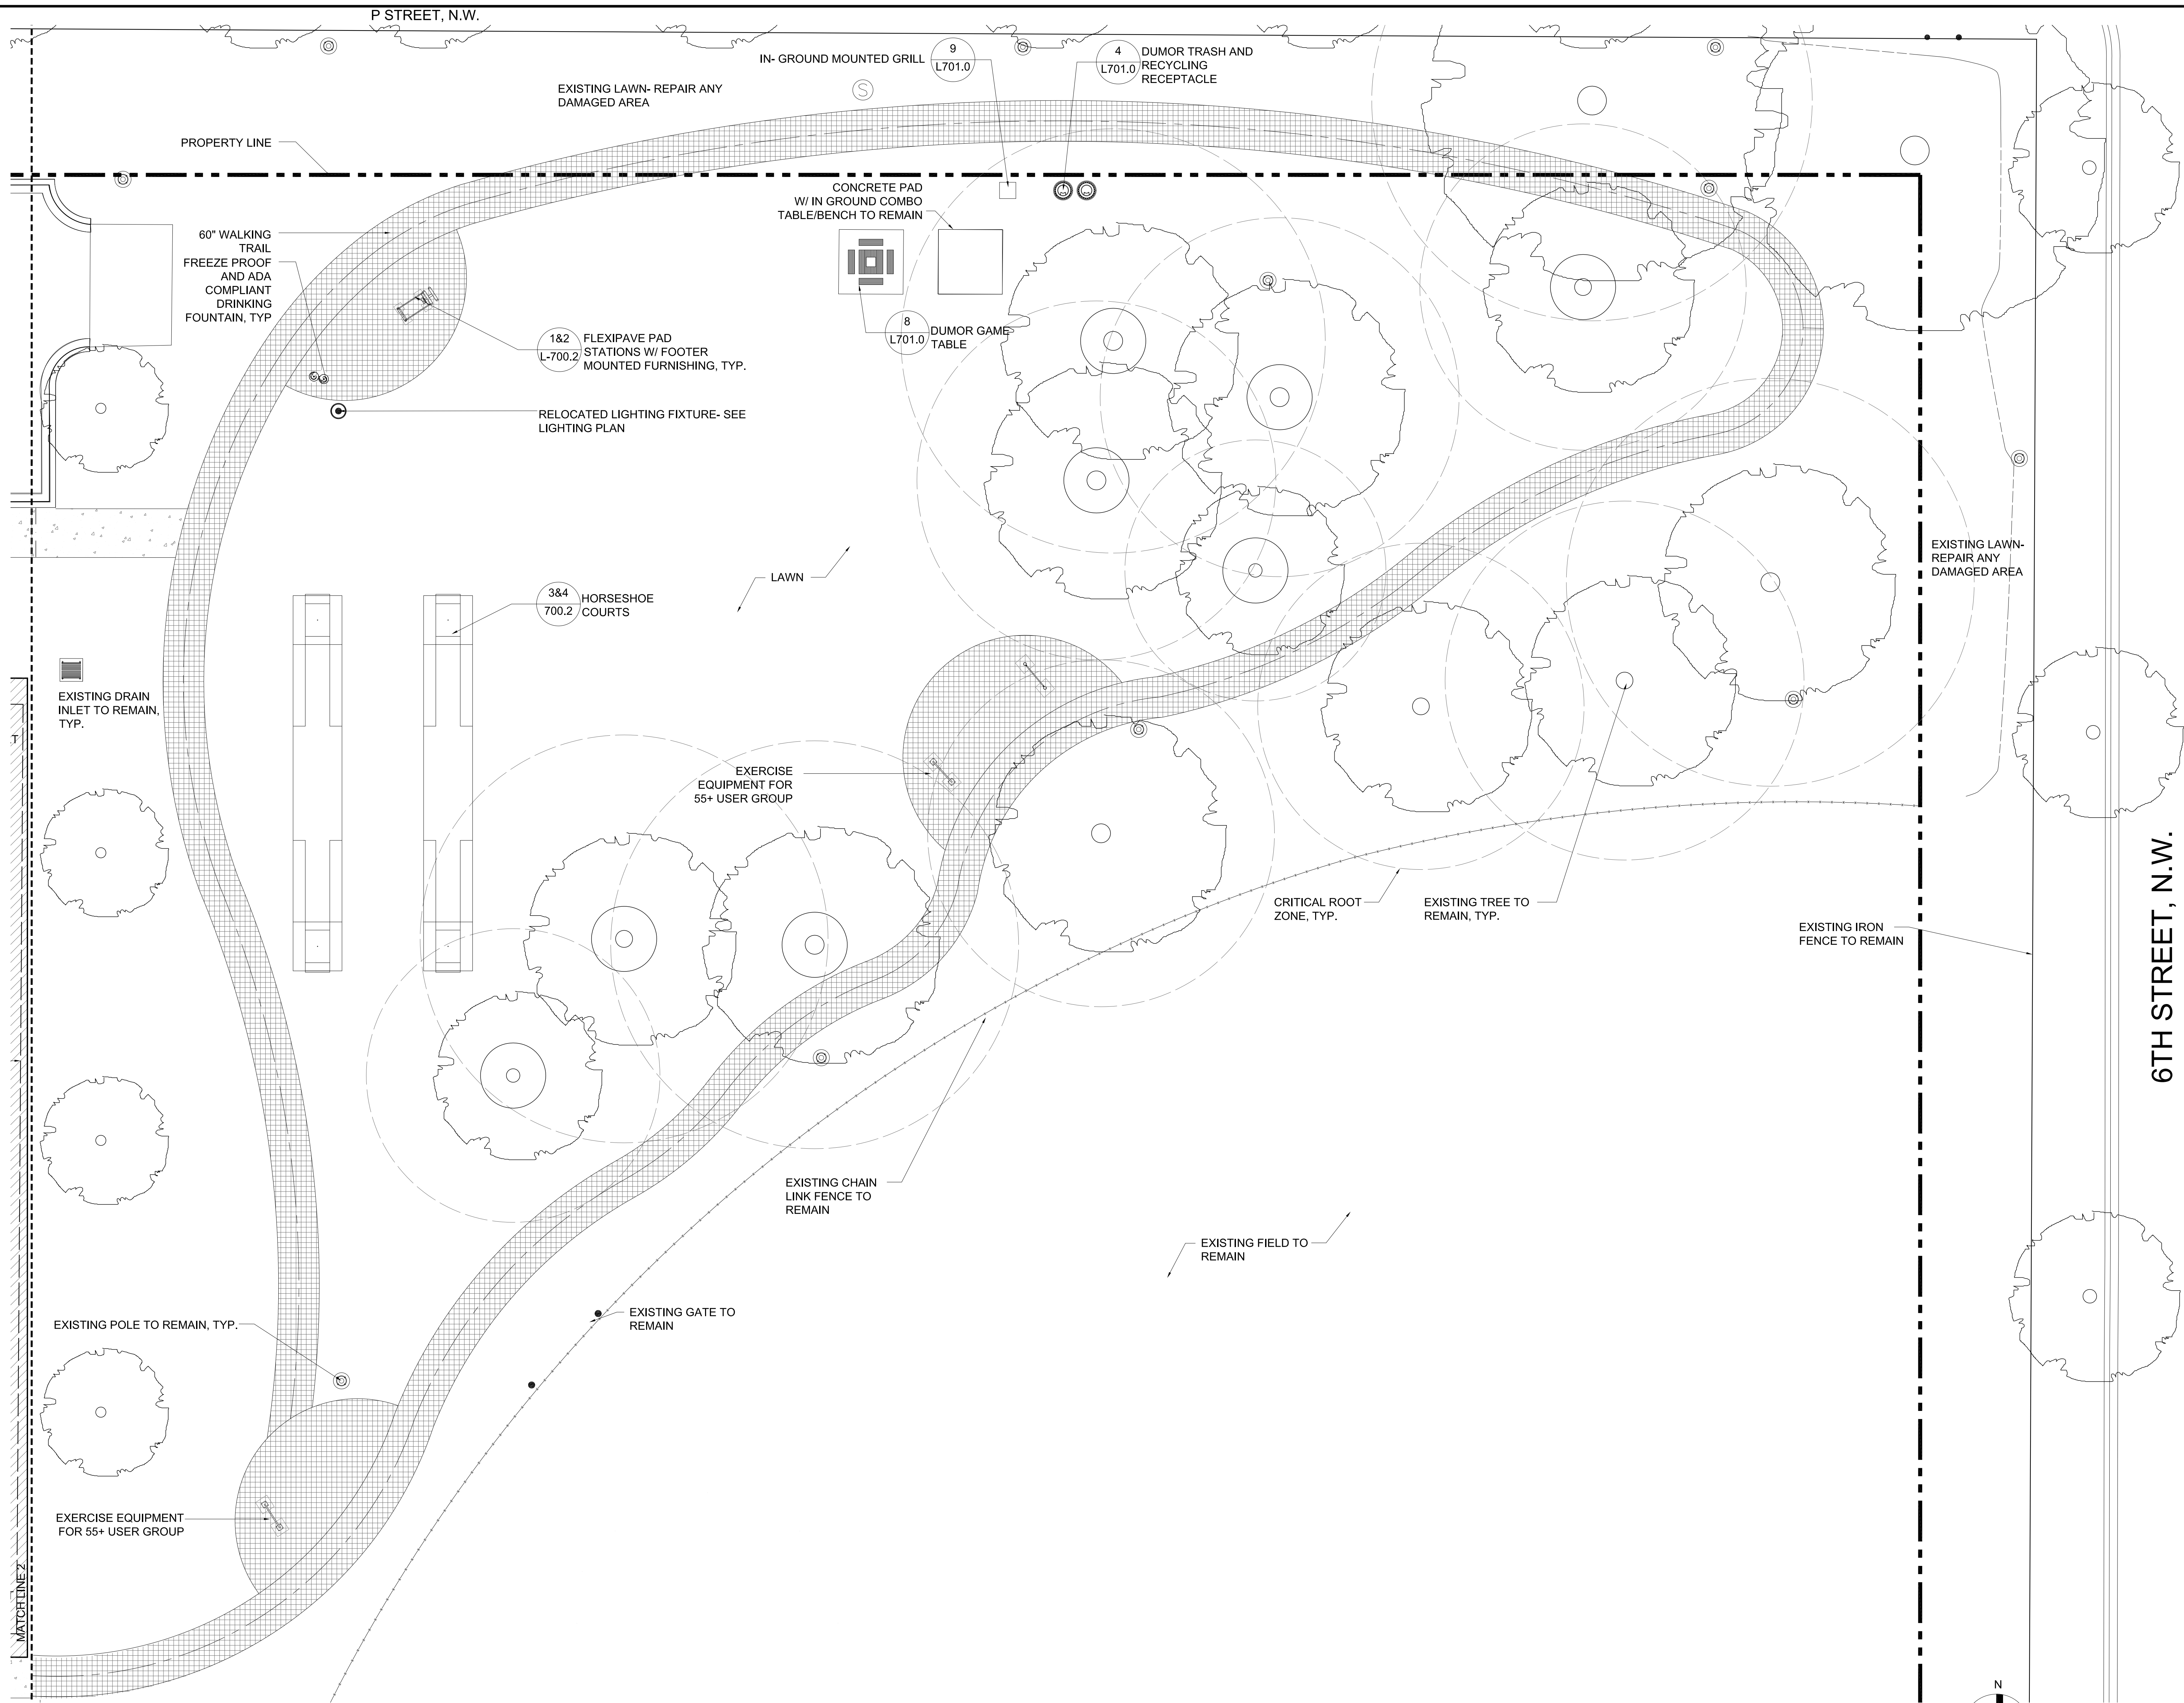 P STREET, N.W.
IN- GROUND MOUNTED GRILL
9
L701.0
4
L701.0
DUMOR TRASH AND
RECYCLING
RECEPTACLE
EXISTING LAWN- REPAIR ANY
DAMAGED AREA
S
PROPERTY LINE
CONCRETE PAD
W/ IN GROUND COMBO
TABLE/BENCH TO REMAIN
60" WALKING
TRAIL
FREEZE PROOF
AND ADA
COMPLIANT
DRINKING
FOUNTAIN, TYP
1&2
L-700.2
FLEXIPAVE PAD
STATIONS W/ FOOTER
MOUNTED FURNISHING, TYP.
8
L701.0
DUMOR GAME
TABLE
RELOCATED LIGHTING FIXTURE- SEE
LIGHTING PLAN
EXISTING LAWN-
REPAIR ANY
DAMAGED AREA
LAWN
3&4
700.2
HORSESHOE
COURTS
EXISTING DRAIN
INLET TO REMAIN,
TYP.
T
EXERCISE
EQUIPMENT FOR
55+ USER GROUP
CRITICAL ROOT
ZONE, TYP.
EXISTING TREE TO
REMAIN, TYP.
EXISTING IRON
FENCE TO REMAIN
6TH STREET, N.W.
EXISTING CHAIN
LINK FENCE TO
REMAIN
EXISTING FIELD TO
REMAIN
EXISTING GATE TO
REMAIN
EXISTING POLE TO REMAIN, TYP.
EXERCISE EQUIPMENT
FOR 55+ USER GROUP
MATCH LINE 2
N